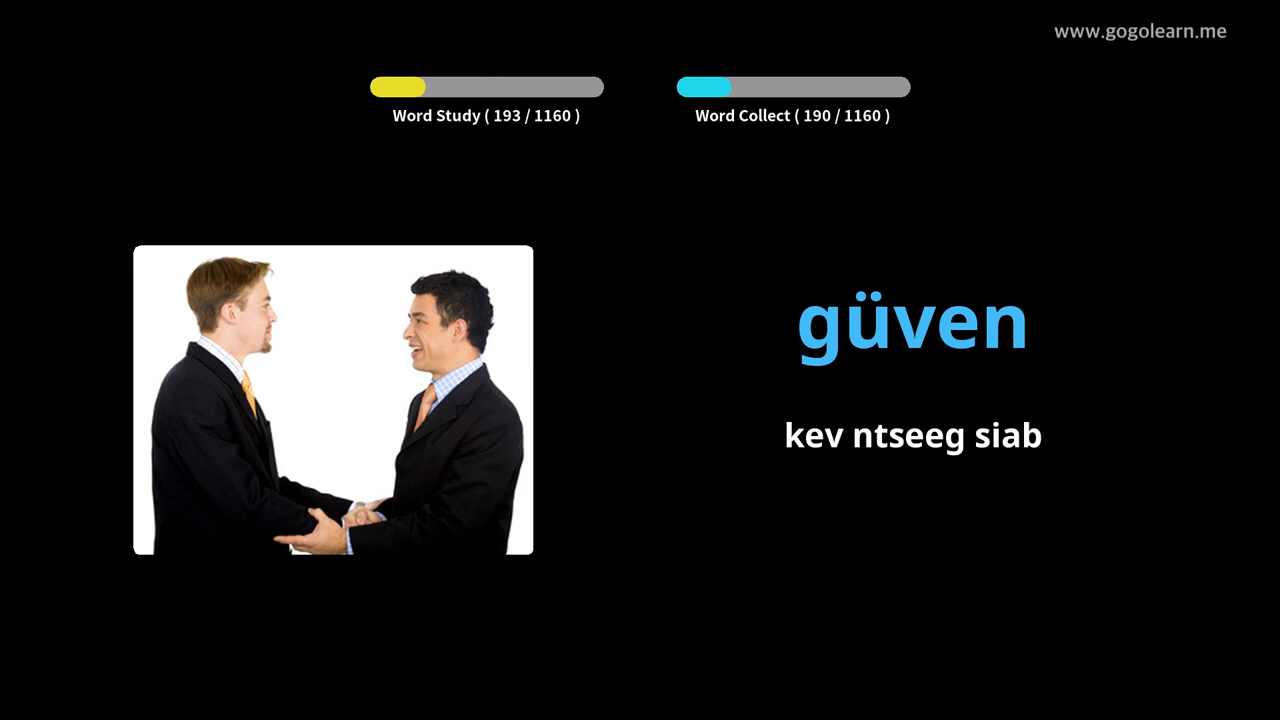 www.gogolearn.me
Word Study ( 193 / 1160 )
Word Collect ( 190 / 1160 )
güven
kev ntseeg siab